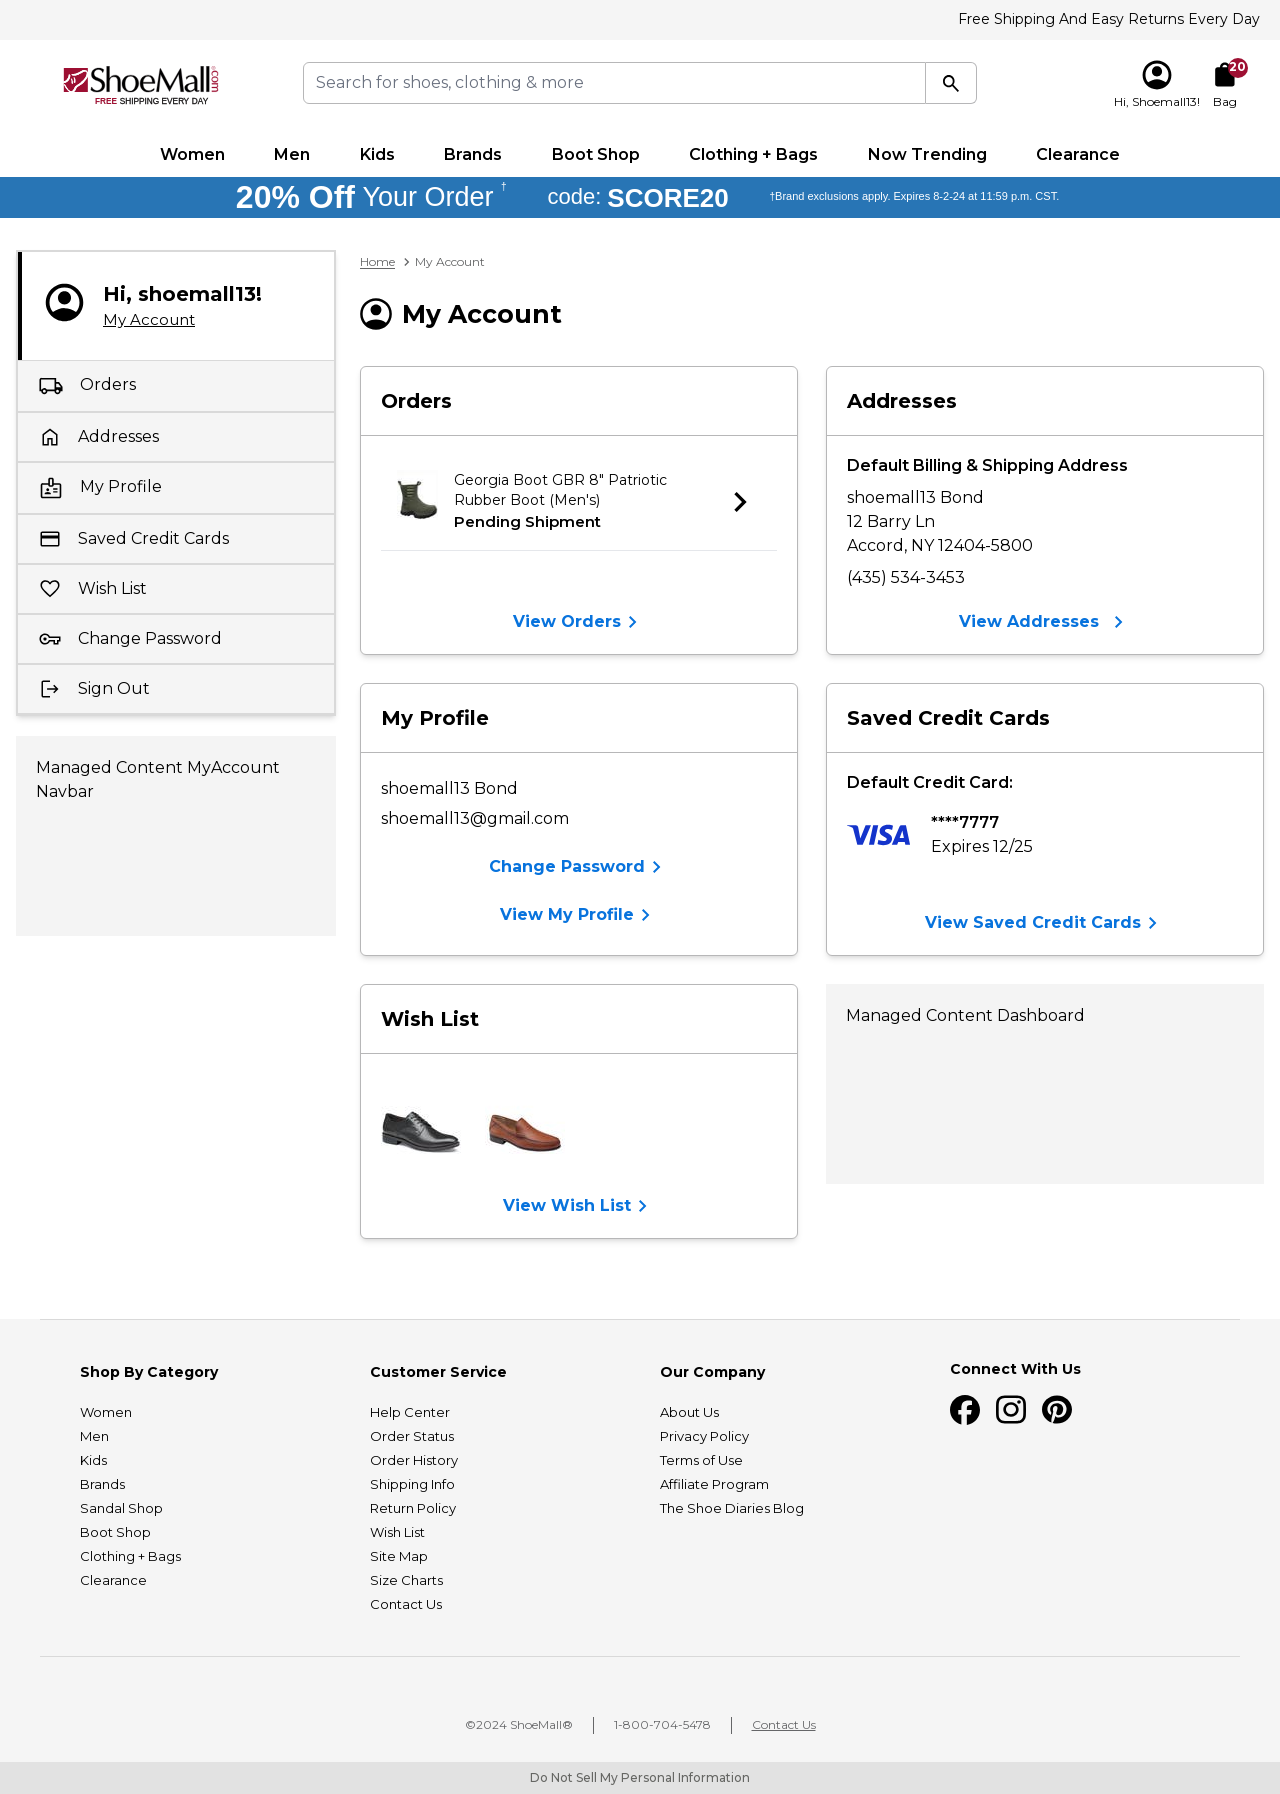 Free Shipping And Easy Returns Every Day
ShoeMall®.com
FREE SHIPPING EVERY DAY
Search for shoes, clothing & more
20
Hi, Shoemall13!
Bag
Women Men Kids Brands Boot Shop Clothing + Bags Now Trending Clearance
20% Off Your Order † code: SCORE20 †Brand exclusions apply. Expires 8-2-24 at 11:59 p.m. CST.
Hi, shoemall13!
My Account
Orders
Addresses
My Profile
Saved Credit Cards
Wish List
Change Password
Sign Out
Managed Content MyAccount
Navbar
Home > My Account
My Account
Orders
Georgia Boot GBR 8" Patriotic
Rubber Boot (Men's)
Pending Shipment
View Orders
Addresses
Default Billing & Shipping Address
shoemall13 Bond
12 Barry Ln
Accord, NY 12404-5800
(435) 534-3453
View Addresses
My Profile
shoemall13 Bond
shoemall13@gmail.com
Change Password
View My Profile
Saved Credit Cards
Default Credit Card:
VISA
****7777
Expires 12/25
View Saved Credit Cards
Wish List
View Wish List
Managed Content Dashboard
Shop By Category
Women
Men
Kids
Brands
Sandal Shop
Boot Shop
Clothing + Bags
Clearance
Customer Service
Help Center
Order Status
Order History
Shipping Info
Return Policy
Wish List
Site Map
Size Charts
Contact Us
Our Company
About Us
Privacy Policy
Terms of Use
Affiliate Program
The Shoe Diaries Blog
Connect With Us
©2024 ShoeMall® | 1-800-704-5478 | Contact Us
Do Not Sell My Personal Information